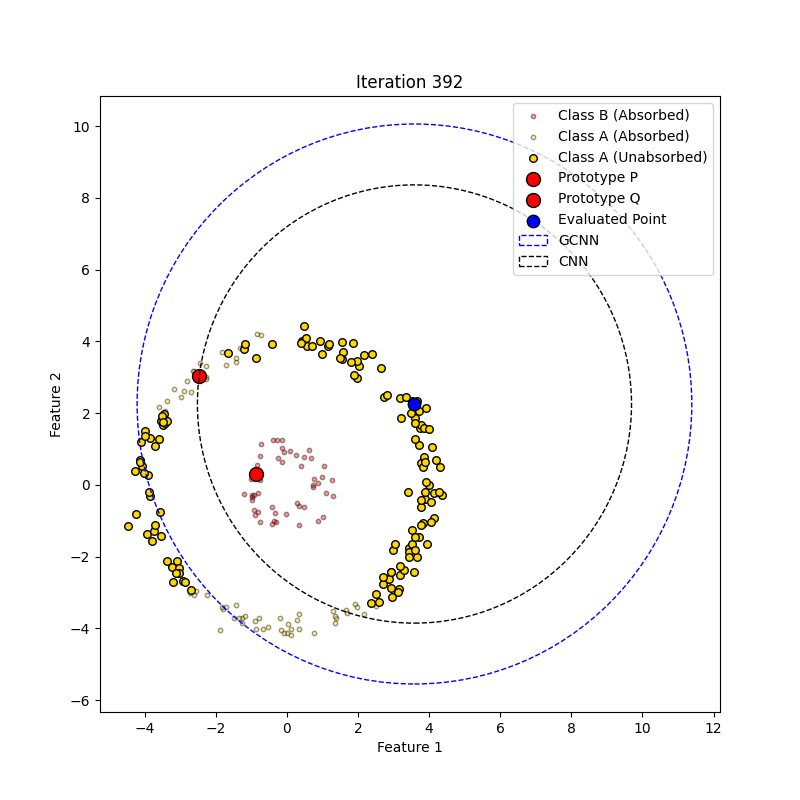 Iteration 392
Class B (Absorbed)
Class A (Absorbed)
Class A (Unabsorbed)
Prototype P
Prototype Q
Evaluated Point
GCNN
CNN
10
8
6
4
2
0
−2
−4
−6
Feature 2
−4 −2 0 2 4 6 8 10 12
Feature 1